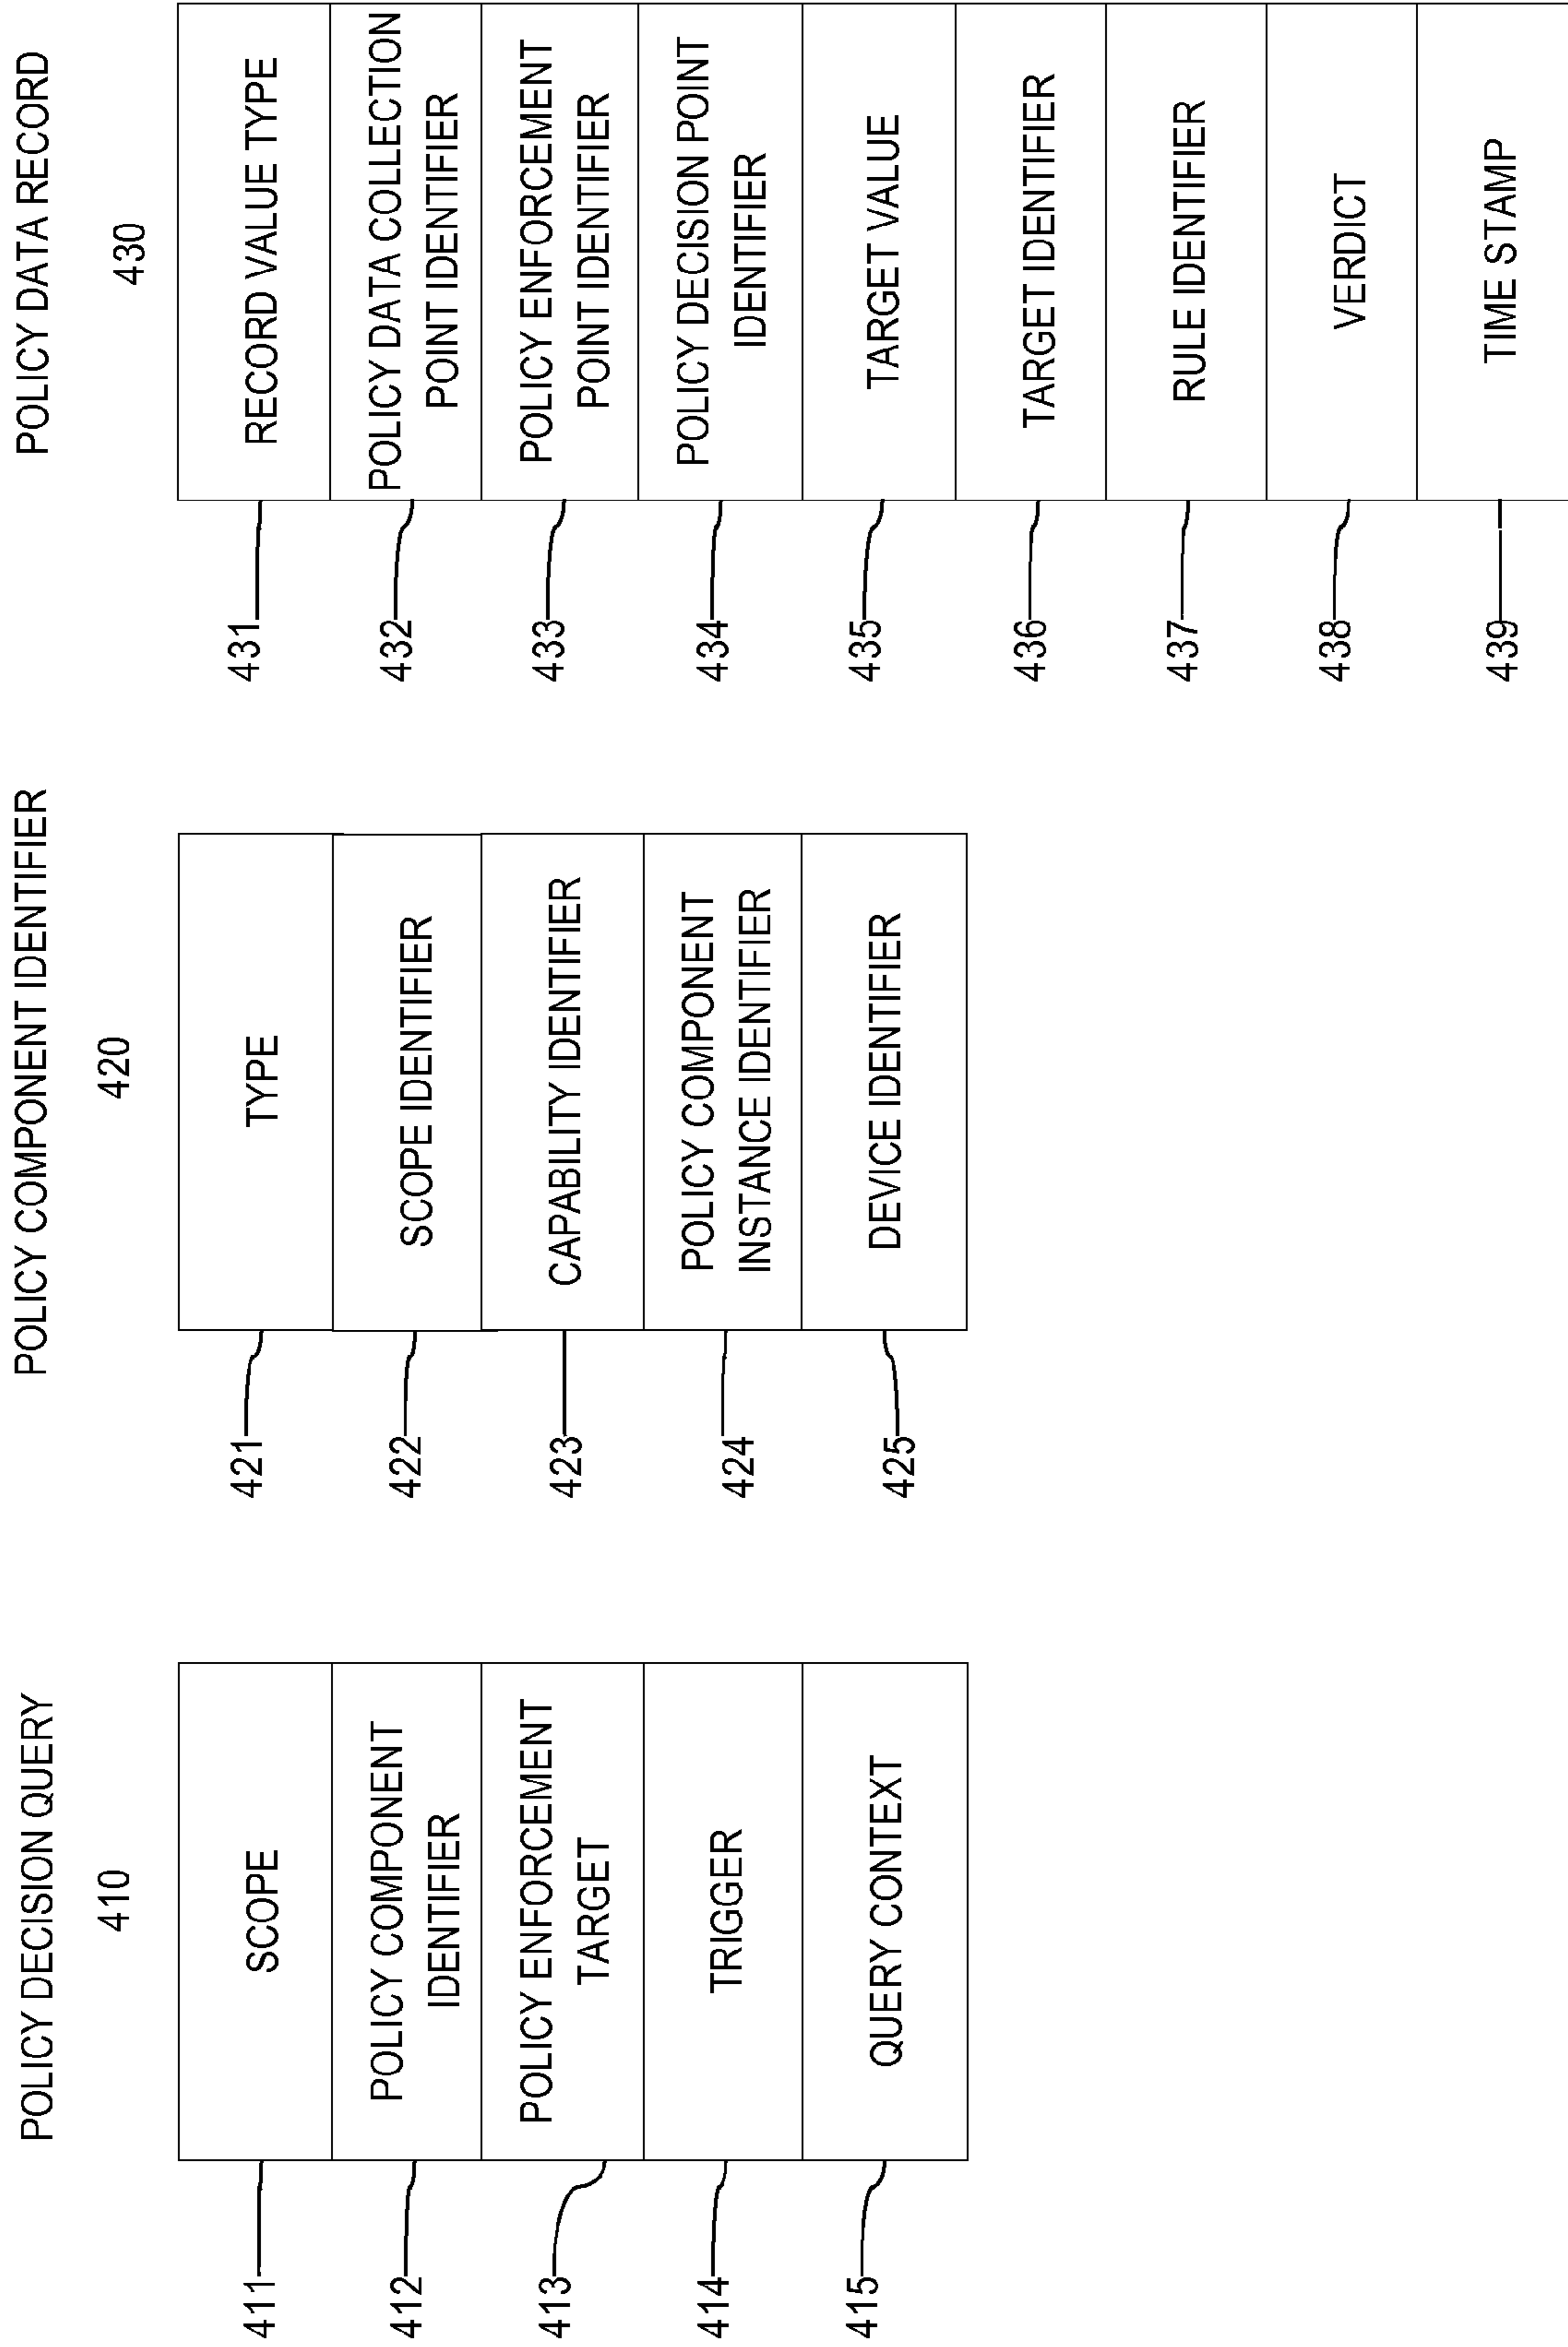 POLICY DECISION QUERY
410
411
SCOPE
412
POLICY COMPONENT
IDENTIFIER
413
POLICY ENFORCEMENT
TARGET
414
TRIGGER
415
QUERY CONTEXT
POLICY COMPONENT IDENTIFIER
420
421
TYPE
422
SCOPE IDENTIFIER
423
CAPABILITY IDENTIFIER
424
POLICY COMPONENT
INSTANCE IDENTIFIER
425
DEVICE IDENTIFIER
POLICY DATA RECORD
430
431
RECORD VALUE TYPE
432
POLICY DATA COLLECTION
POINT IDENTIFIER
433
POLICY ENFORCEMENT
POINT IDENTIFIER
434
POLICY DECISION POINT
IDENTIFIER
435
TARGET VALUE
436
TARGET IDENTIFIER
437
RULE IDENTIFIER
438
VERDICT
439
TIME STAMP